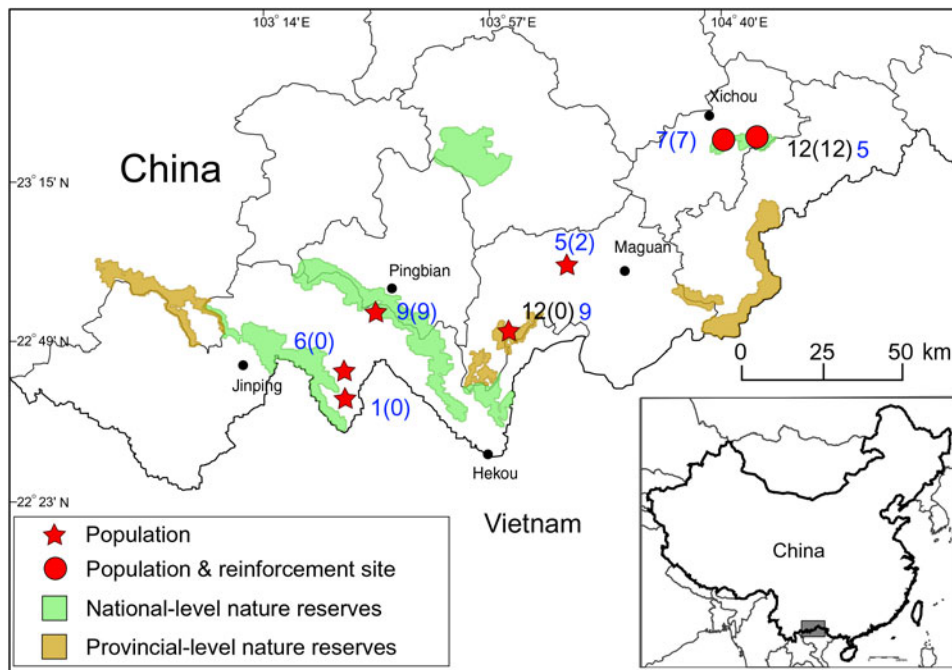 103°14′E
103°57′E
104°40′E
Xichou
7(7)
12(12) 5
China
23°15′N
5(2)
Maguan
Pingbian
9(9)
12(0) 9
22°49′N
6(0)
0 25 50 km
Jinping
1(0)
Hekou
22°23′N
Vietnam
Population
Population & reinforcement site
National-level nature reserves
Provincial-level nature reserves
China